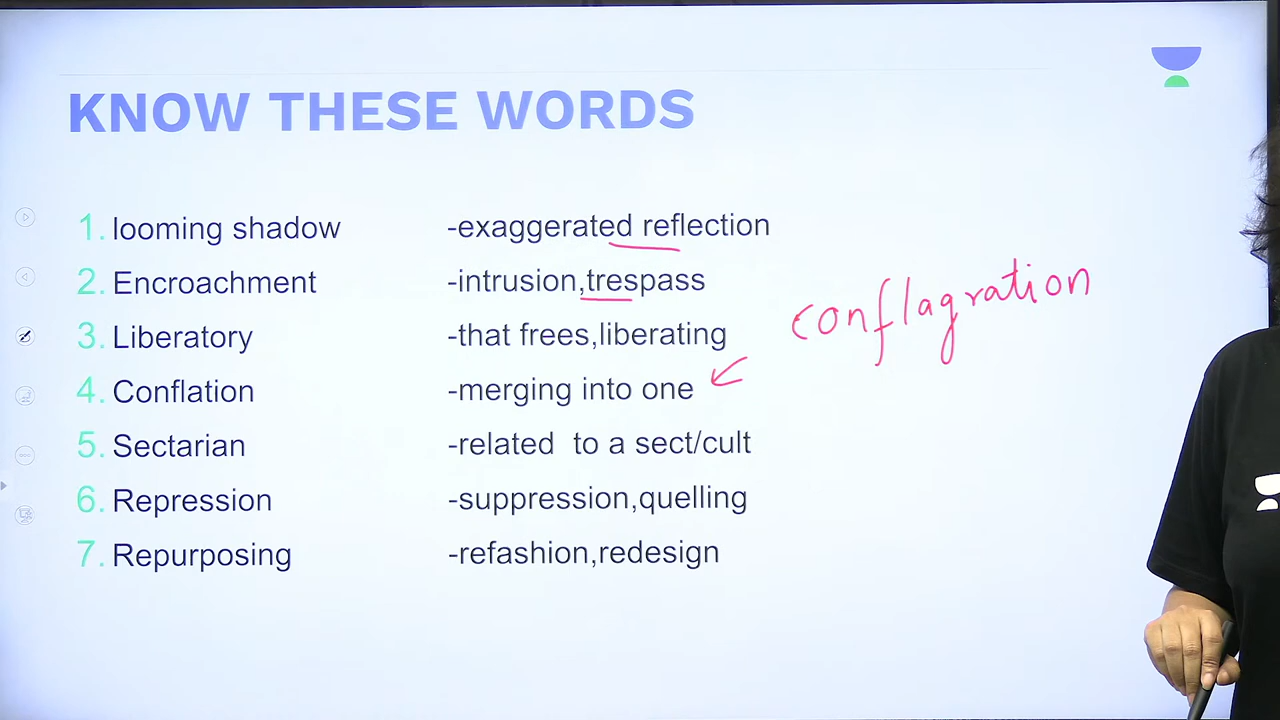 KNOW THESE WORDS
1. looming shadow -exaggerated reflection
2. Encroachment -intrusion,trespass
conflagration
3. Liberatory -that frees,liberating
4. Conflation -merging into one
5. Sectarian -related to a sect/cult
6. Repression -suppression,quelling
7. Repurposing -refashion,redesign